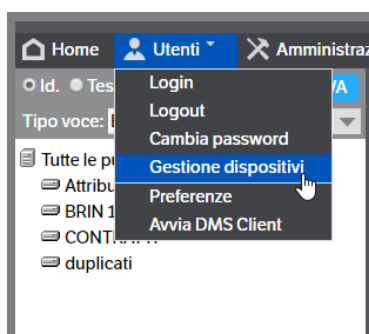 Home Utenti Amministraz
Id. Tes VA
Tipo voce:
Login
Logout
Cambia password
Gestione dispositivi
Preferenze
Avvia DMS Client
Tutte le pu
Attribu
BRIN 1
duplicati